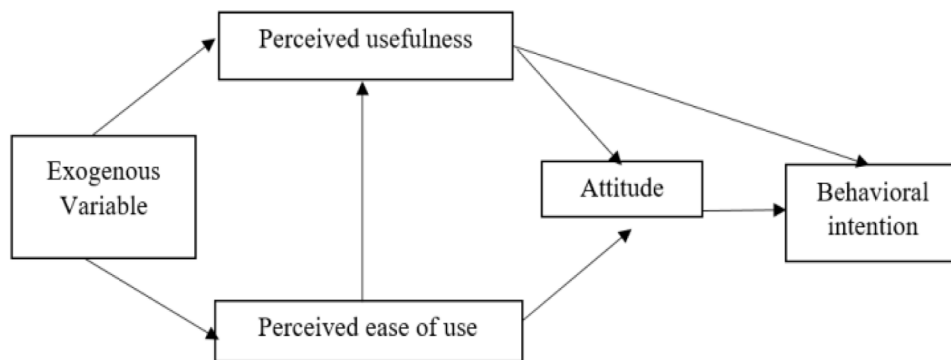 Perceived usefulness
Exogenous
Variable
Attitude
Behavioral
intention
Perceived ease of use